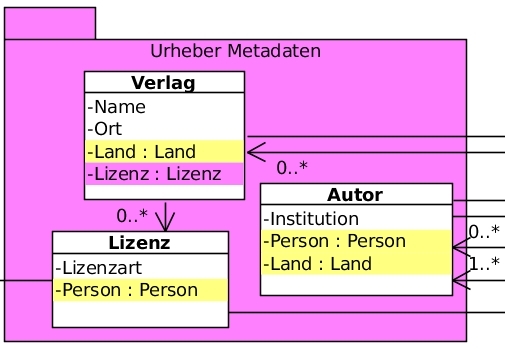 Urheber Metadaten
Verlag
-Name
-Ort
-Land : Land
-Lizenz : Lizenz
0..*
0..*
Autor
-Institution
-Person : Person
-Land : Land
0..*
1..*
Lizenz
-Lizenzart
-Person : Person